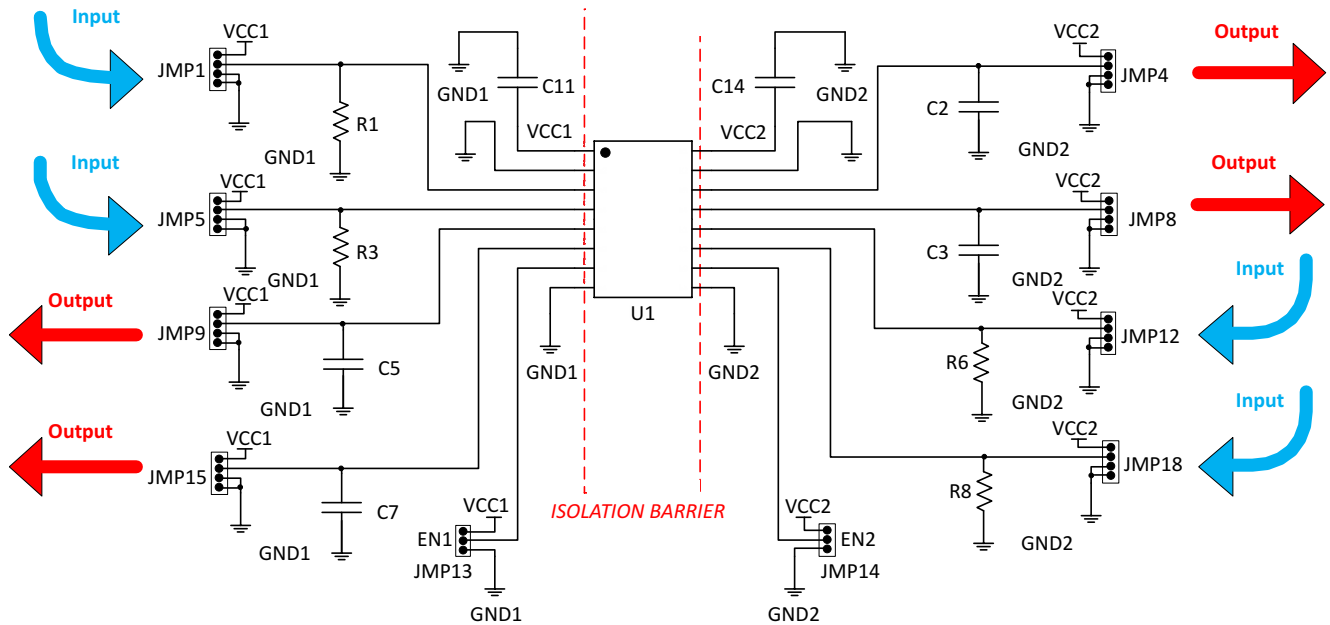 Input
VCC1
JMP1
R1
GND1
GND1
C11
VCC1
C14
GND2
VCC2
C2
GND2
VCC2
JMP4
Output
Input
VCC1
JMP5
R3
GND1
VCC2
JMP8
C3
GND2
Output
Output
VCC1
JMP9
C5
GND1
GND1
U1
GND2
VCC2
JMP12
R6
GND2
Input
Output
VCC1
JMP15
C7
GND1
VCC2
JMP18
R8
GND2
Input
ISOLATION BARRIER
VCC1
EN1
JMP13
GND1
VCC2
EN2
JMP14
GND2